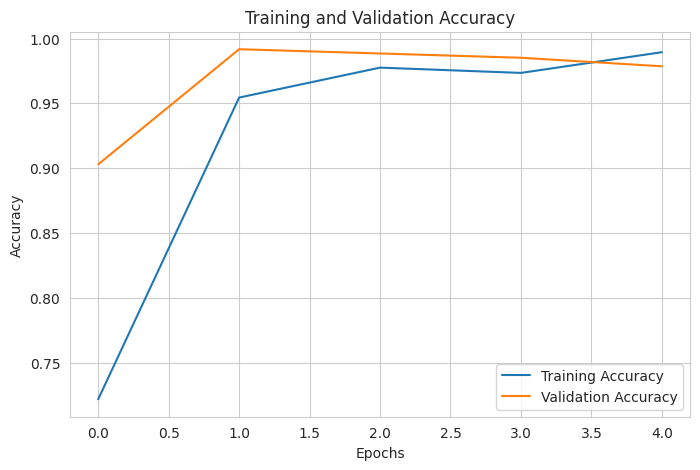 Training and Validation Accuracy
1.00
0.95
0.90
0.85
0.80
0.75
Accuracy
Training Accuracy
Validation Accuracy
0.0 0.5 1.0 1.5 2.0 2.5 3.0 3.5 4.0
Epochs